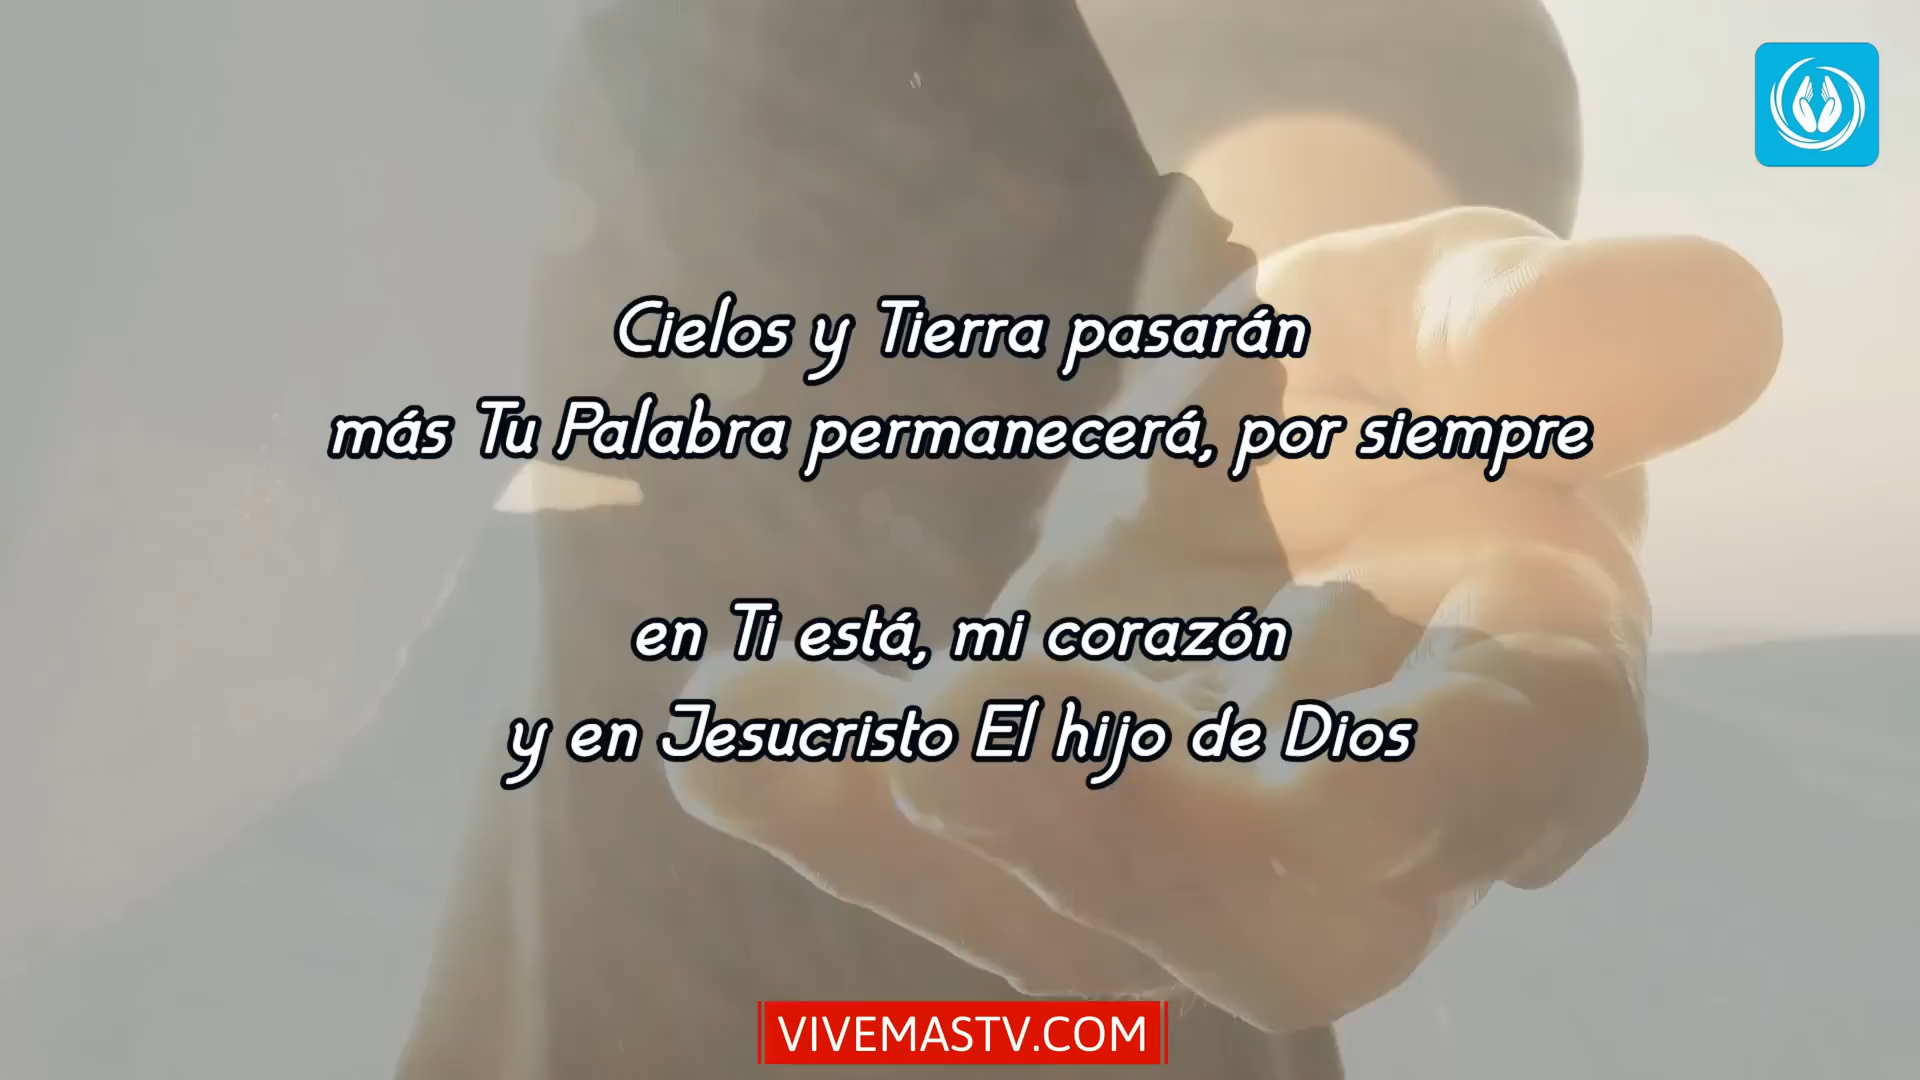 Cielos y Tierra pasarán
más Tu Palabra permanecerá, por siempre
en Ti está, mi corazón
y en Jesucristo El hijo de Dios
VIVEMASTV.COM